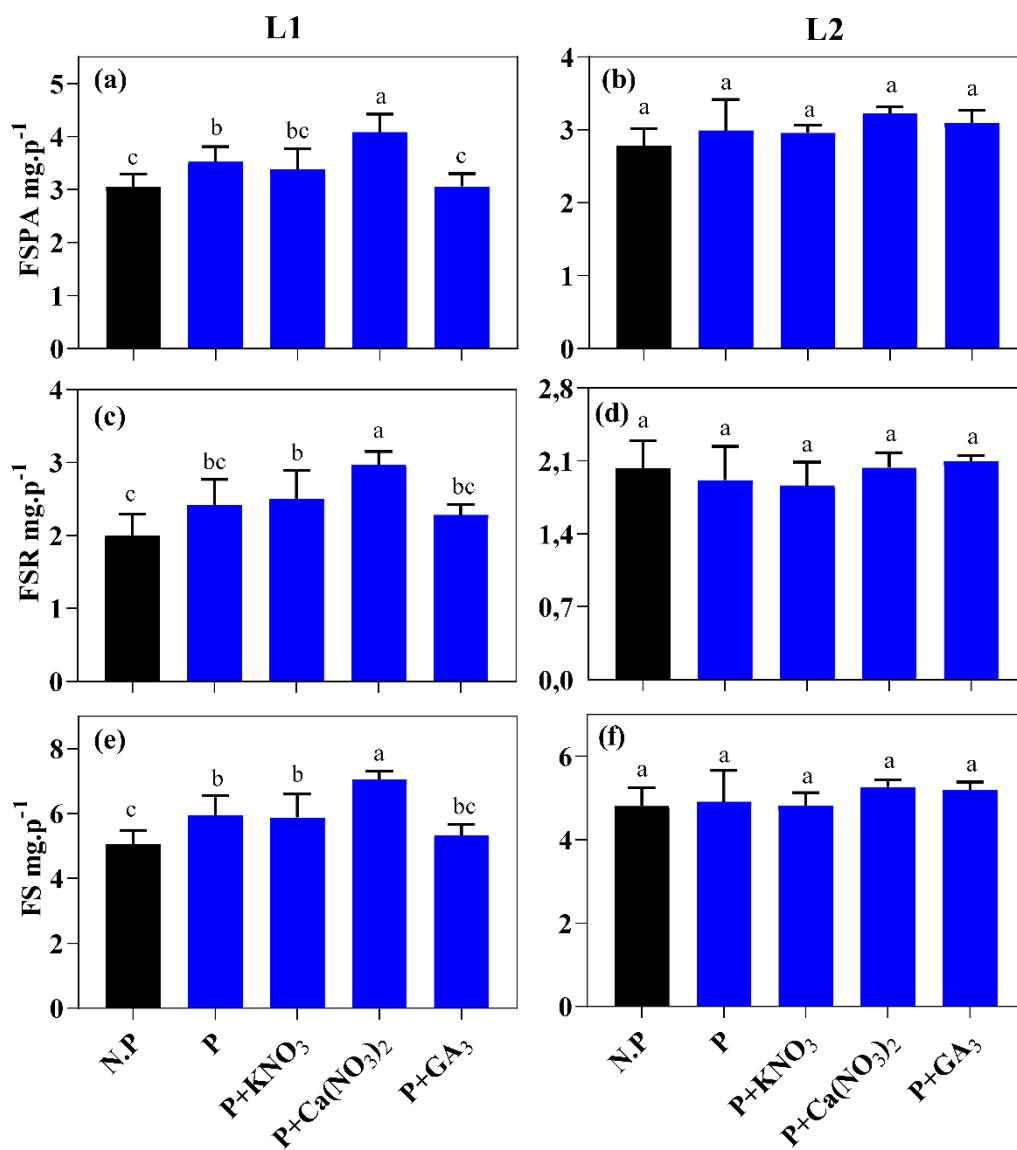 L1
L2
(a)
FSPA mg.p⁻¹
5
4
3
2
1
0
c
b
bc
a
c
(b)
4
3
2
1
0
a
a
a
a
a
(c)
FSR mg.p⁻¹
4
3
2
1
0
c
bc
b
a
bc
(d)
2,8
2,1
1,4
0,7
0,0
a
a
a
a
a
(e)
FS mg.p⁻¹
8
6
4
2
0
c
b
b
a
bc
(f)
6
4
2
0
a
a
a
a
a
N.P
P
P+KNO₃
P+Ca(NO₃)₂
P+GA₃
N.P
P
P+KNO₃
P+Ca(NO₃)₂
P+GA₃